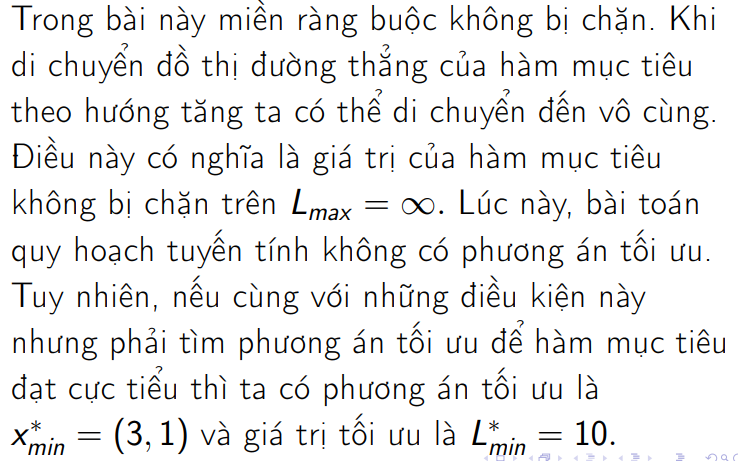 Trong bài này miền ràng buộc không bị chặn. Khi
di chuyển đồ thị đường thẳng của hàm mục tiêu
theo hướng tăng ta có thể di chuyển đến vô cùng.
Điều này có nghĩa là giá trị của hàm mục tiêu
không bị chặn trên L_max = ∞. Lúc này, bài toán
quy hoạch tuyến tính không có phương án tối ưu.
Tuy nhiên, nếu cùng với những điều kiện này
nhưng phải tìm phương án tối ưu để hàm mục tiêu
đạt cực tiểu thì ta có phương án tối ưu là
x*_min = (3, 1) và giá trị tối ưu là L*_min = 10.